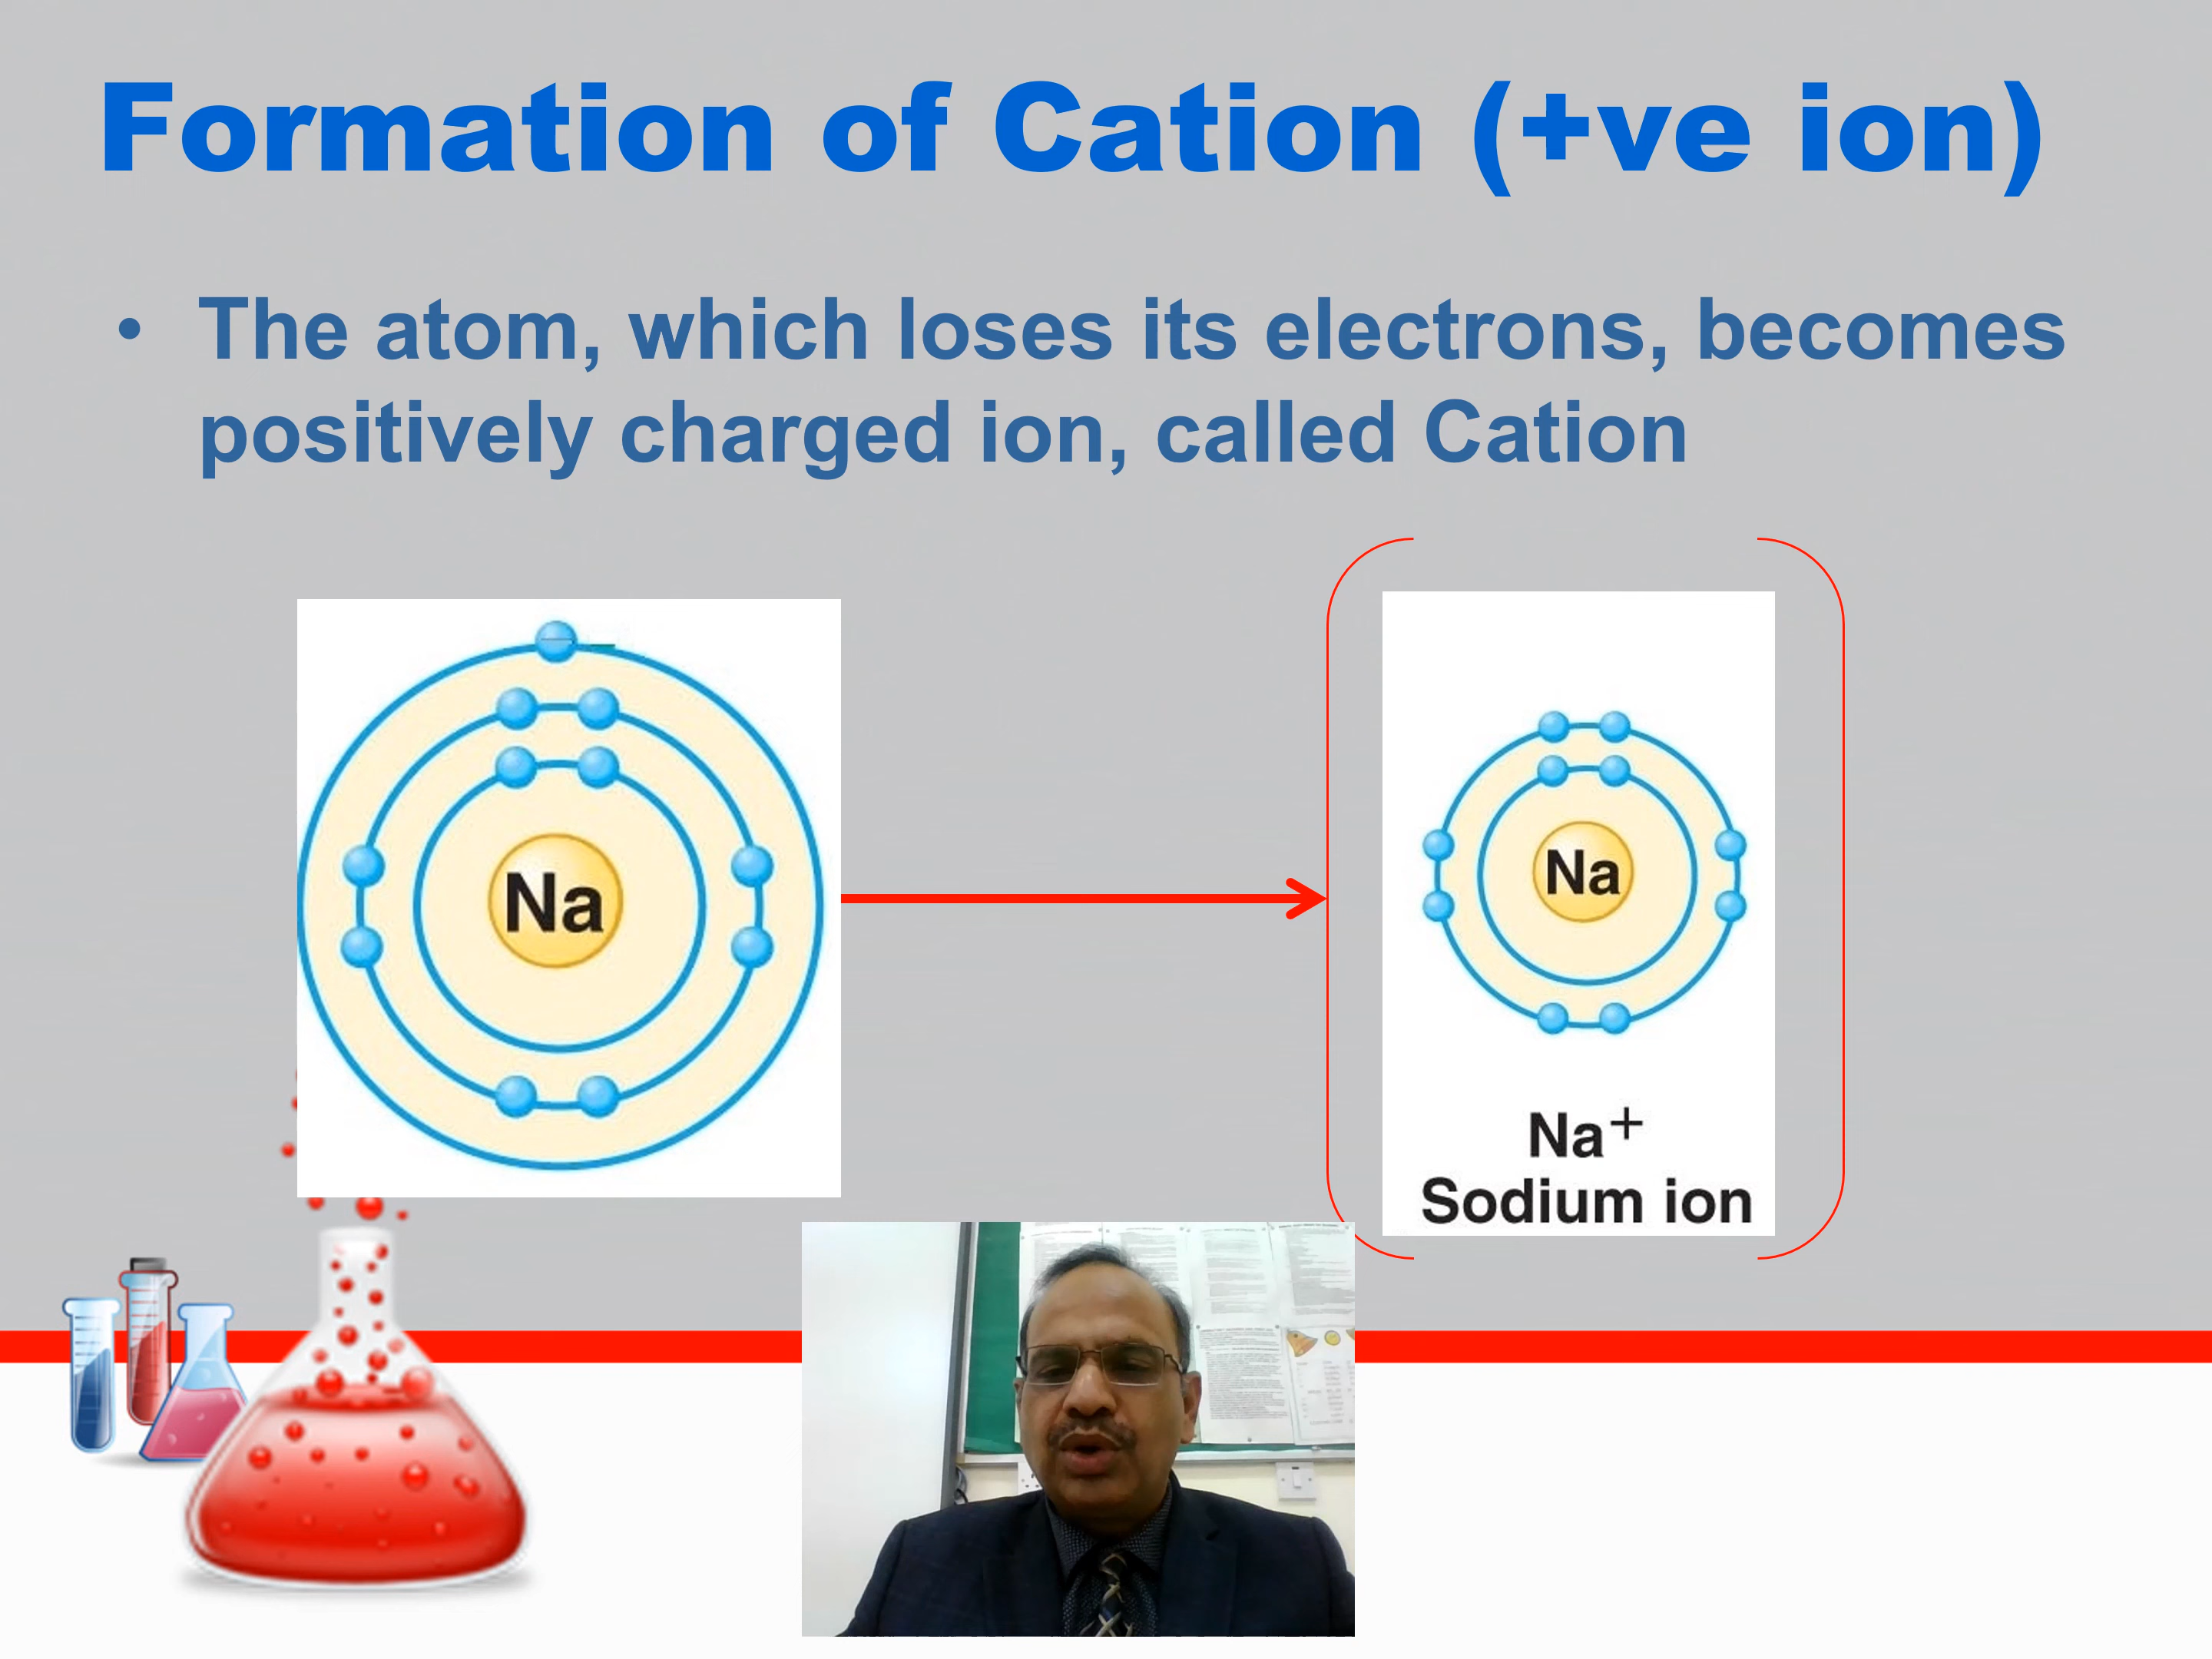 Formation of Cation (+ve ion)
• The atom, which loses its electrons, becomes
positively charged ion, called Cation
Na
Na
Na+
Sodium ion